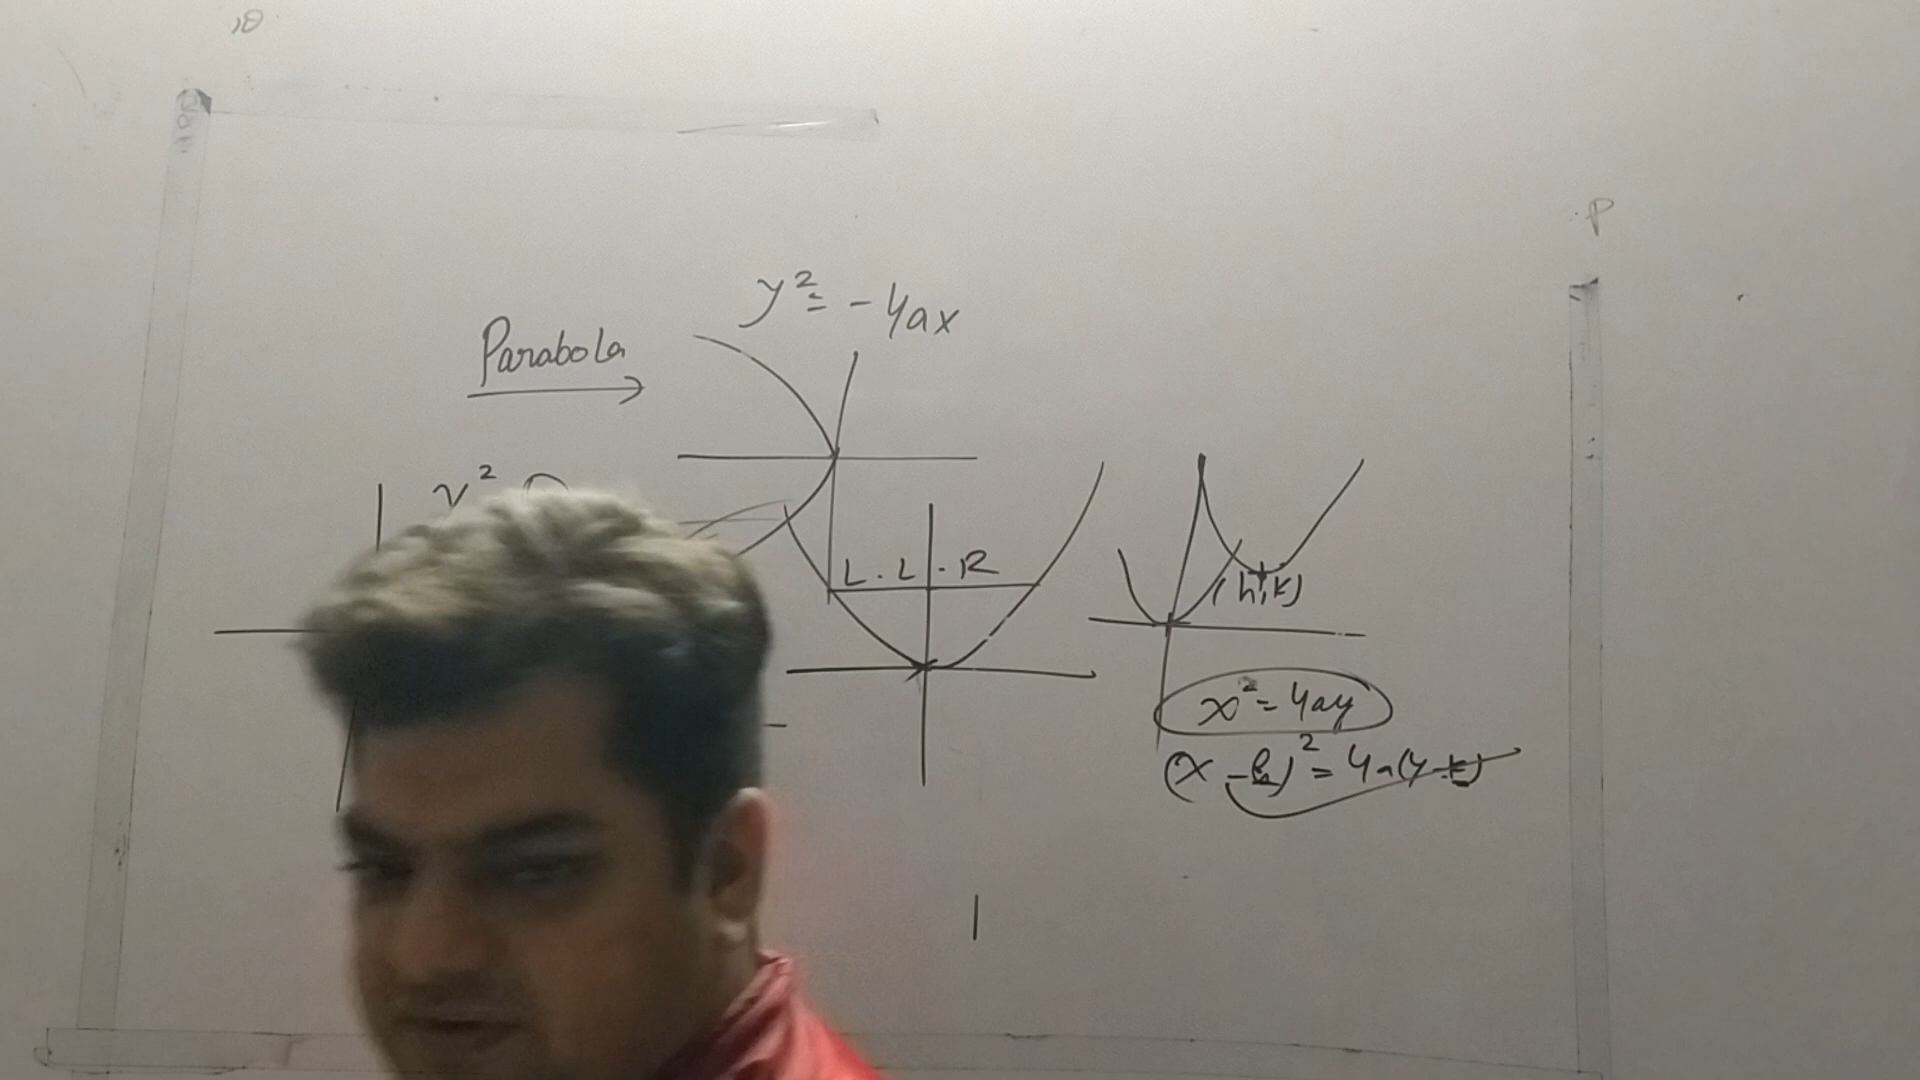 y² = -4ax
Parabola
L.L.R
(h,k)
x² = 4ay
(x-h)² = 4a(y-k)
P